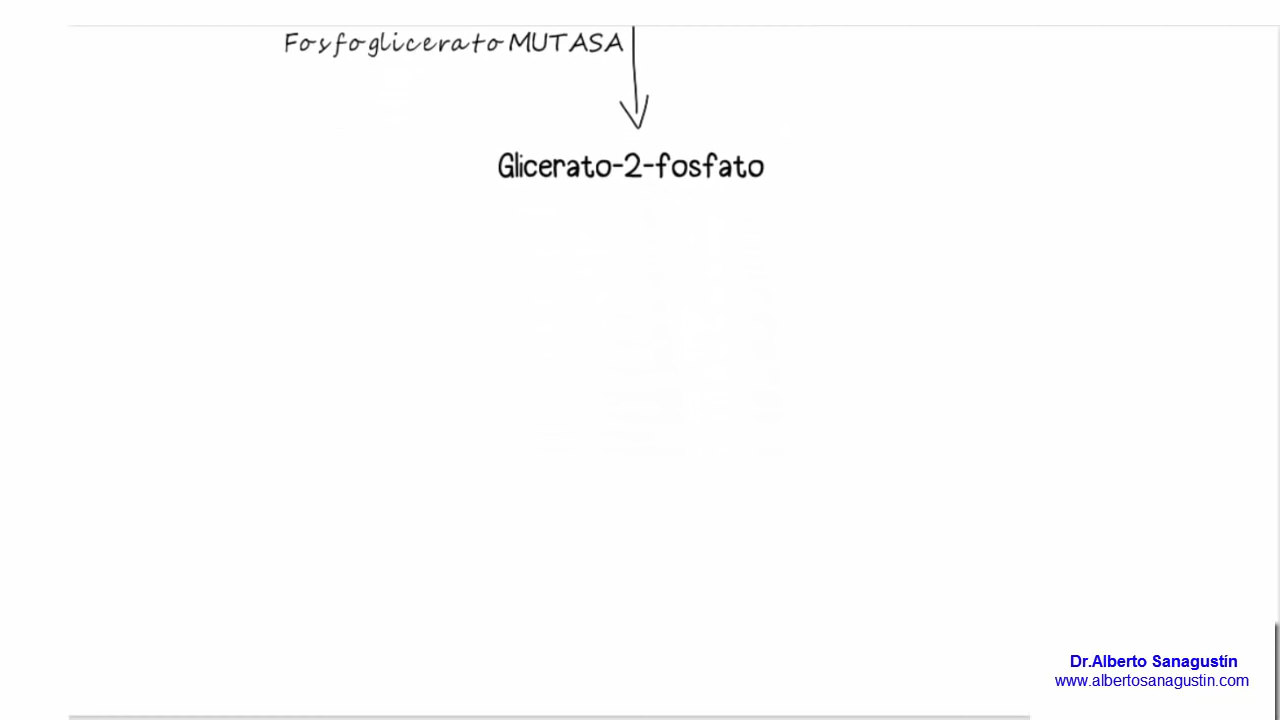 Fosfoglicerato MUTASA
Glicerato-2-fosfato
Dr.Alberto Sanagustín
www.albertosanagustin.com